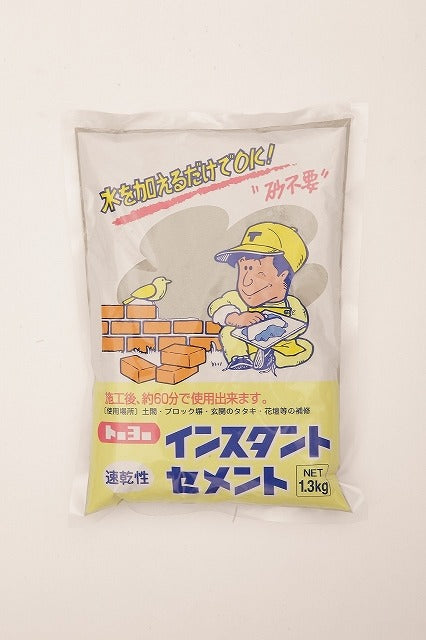 水を加えるだけでOK!
"砂不要"
T
施工後、約60分で使用出来ます。
〔使用場所〕土間・ブロック塀・玄関のタタキ・花壇等の補修
トーヨー
インスタント
速乾性
セメント
NET
1.3kg